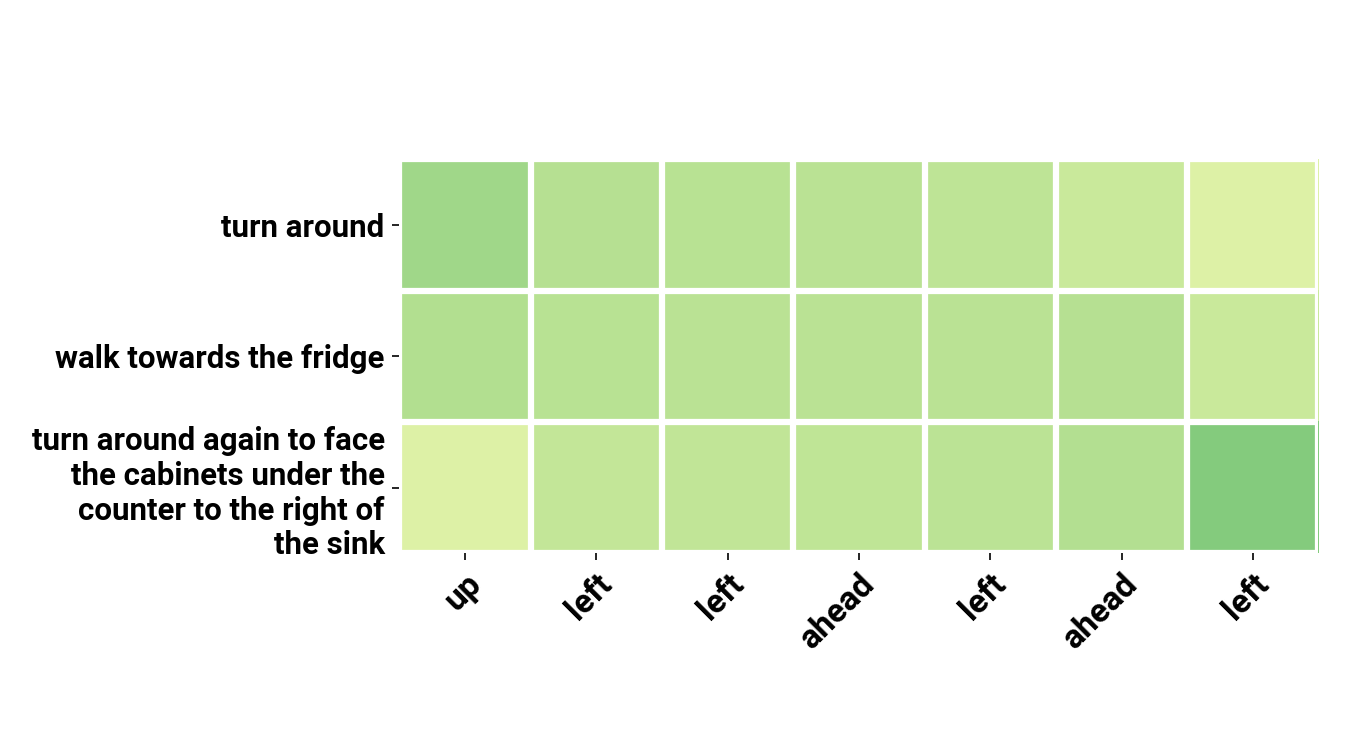 turn around
walk towards the fridge
turn around again to face
the cabinets under the
counter to the right of
the sink
up
left
left
ahead
left
ahead
left